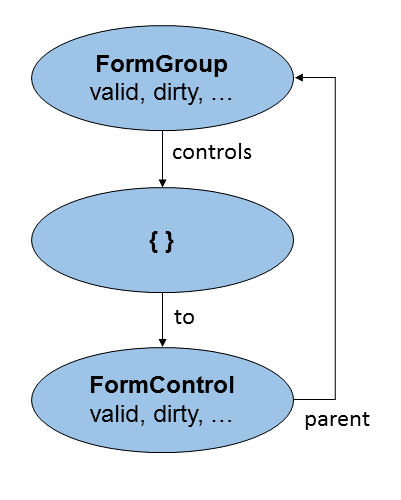 FormGroup
valid, dirty, …
controls
{ }
to
FormControl
valid, dirty, …
parent